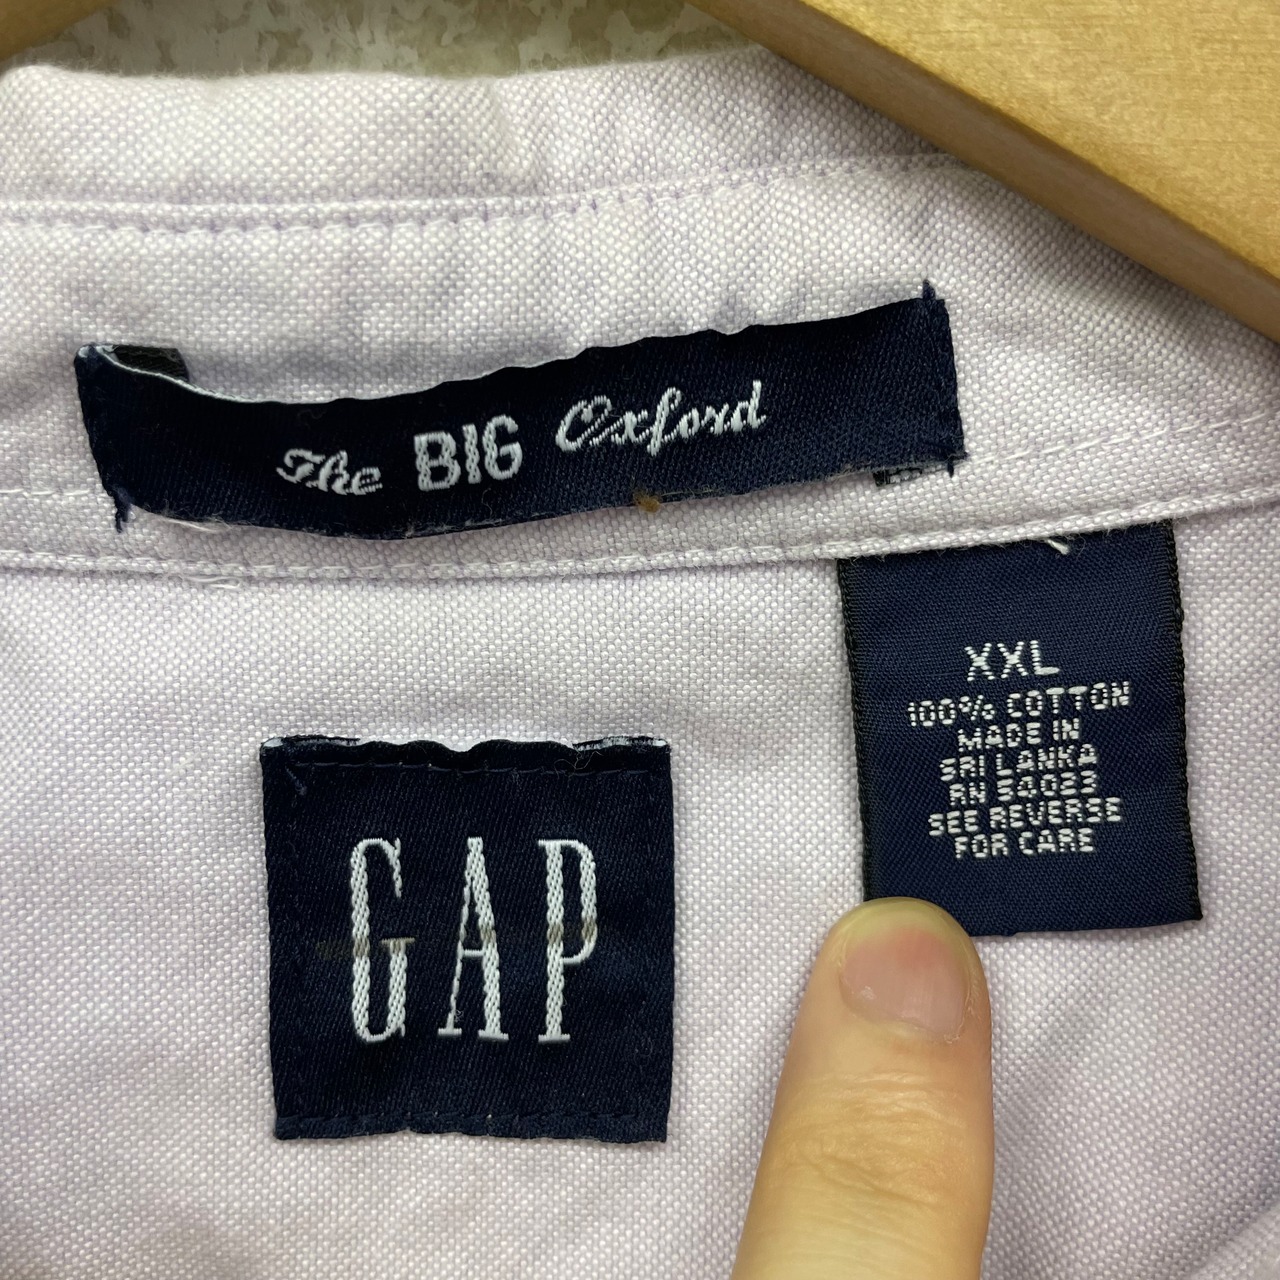 The BIG Oxford
XXL
100% COTTON
MADE IN
SRI LANKA
RN 54023
SEE REVERSE
FOR CARE
GAP